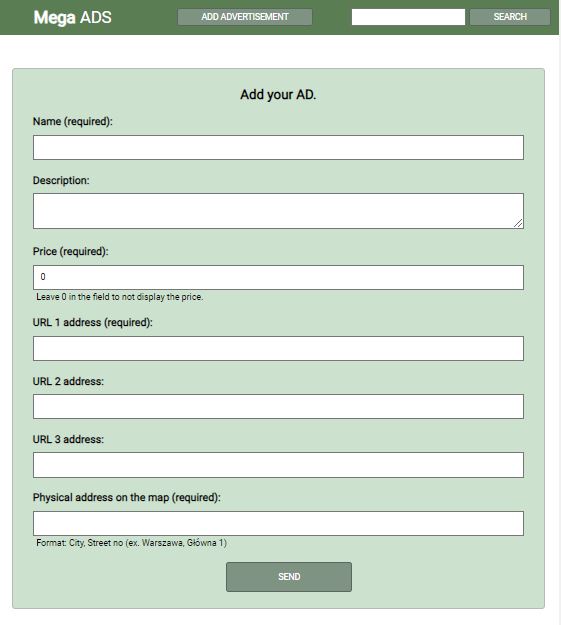 Mega ADS ADD ADVERTISEMENT SEARCH
Add your AD.
Name (required):
Description:
Price (required):
0
Leave 0 in the field to not display the price.
URL 1 address (required):
URL 2 address:
URL 3 address:
Physical address on the map (required):
Format: City, Street no (ex. Warszawa, Główna 1)
SEND